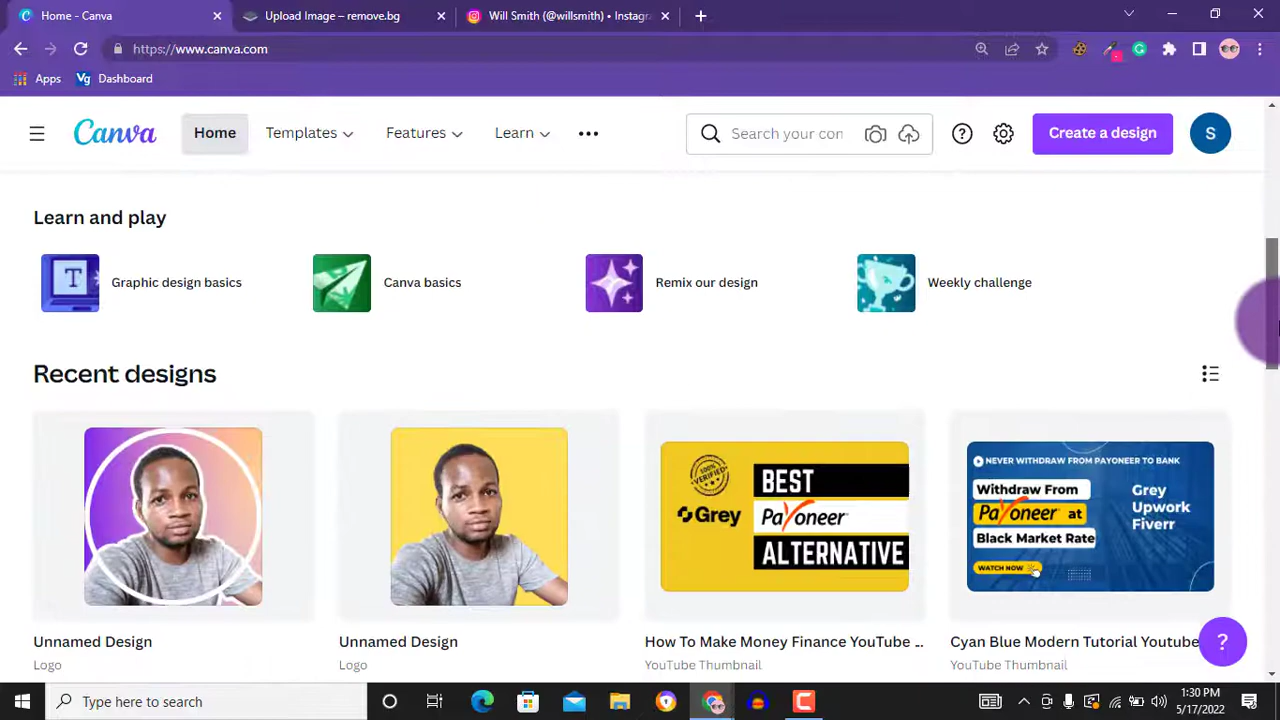 Home - Canva
Upload Image – remove.bg
Will Smith (@willsmith) • Instagra
https://www.canva.com
Apps
Vg Dashboard
Canva
Home
Templates
Features
Learn
Search your con
Create a design
S
Learn and play
T
Graphic design basics
Canva basics
Remix our design
Weekly challenge
Recent designs
100% VERIFIED
Grey
BEST
Payoneer
ALTERNATIVE
NEVER WITHDRAW FROM PAYONEER TO BANK
Withdraw From
Payoneer at
Black Market Rate
WATCH NOW
Grey
Upwork
Fiverr
Unnamed Design
Logo
Unnamed Design
Logo
How To Make Money Finance YouTube ...
YouTube Thumbnail
Cyan Blue Modern Tutorial Youtube
YouTube Thumbnail
?
Type here to search
1:30 PM
5/17/2022